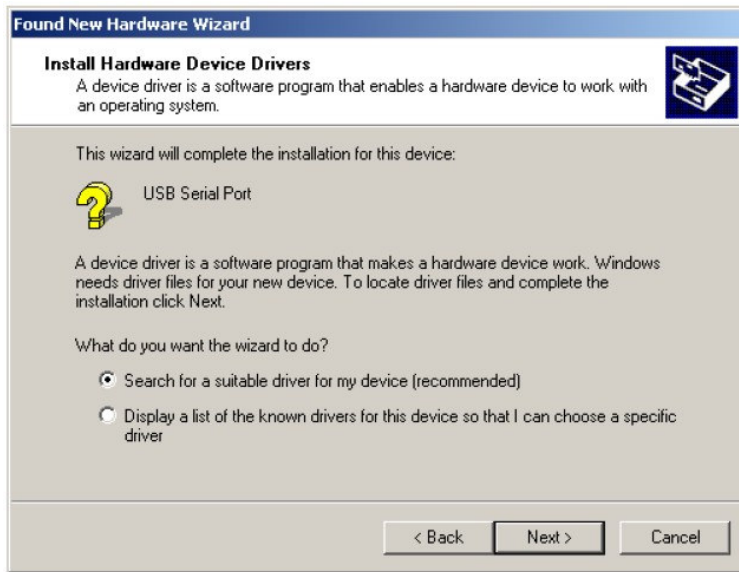 Found New Hardware Wizard
Install Hardware Device Drivers
A device driver is a software program that enables a hardware device to work with
an operating system.
This wizard will complete the installation for this device:
USB Serial Port
A device driver is a software program that makes a hardware device work. Windows
needs driver files for your new device. To locate driver files and complete the
installation click Next.
What do you want the wizard to do?
Search for a suitable driver for my device (recommended)
Display a list of the known drivers for this device so that I can choose a specific
driver
< Back Next > Cancel